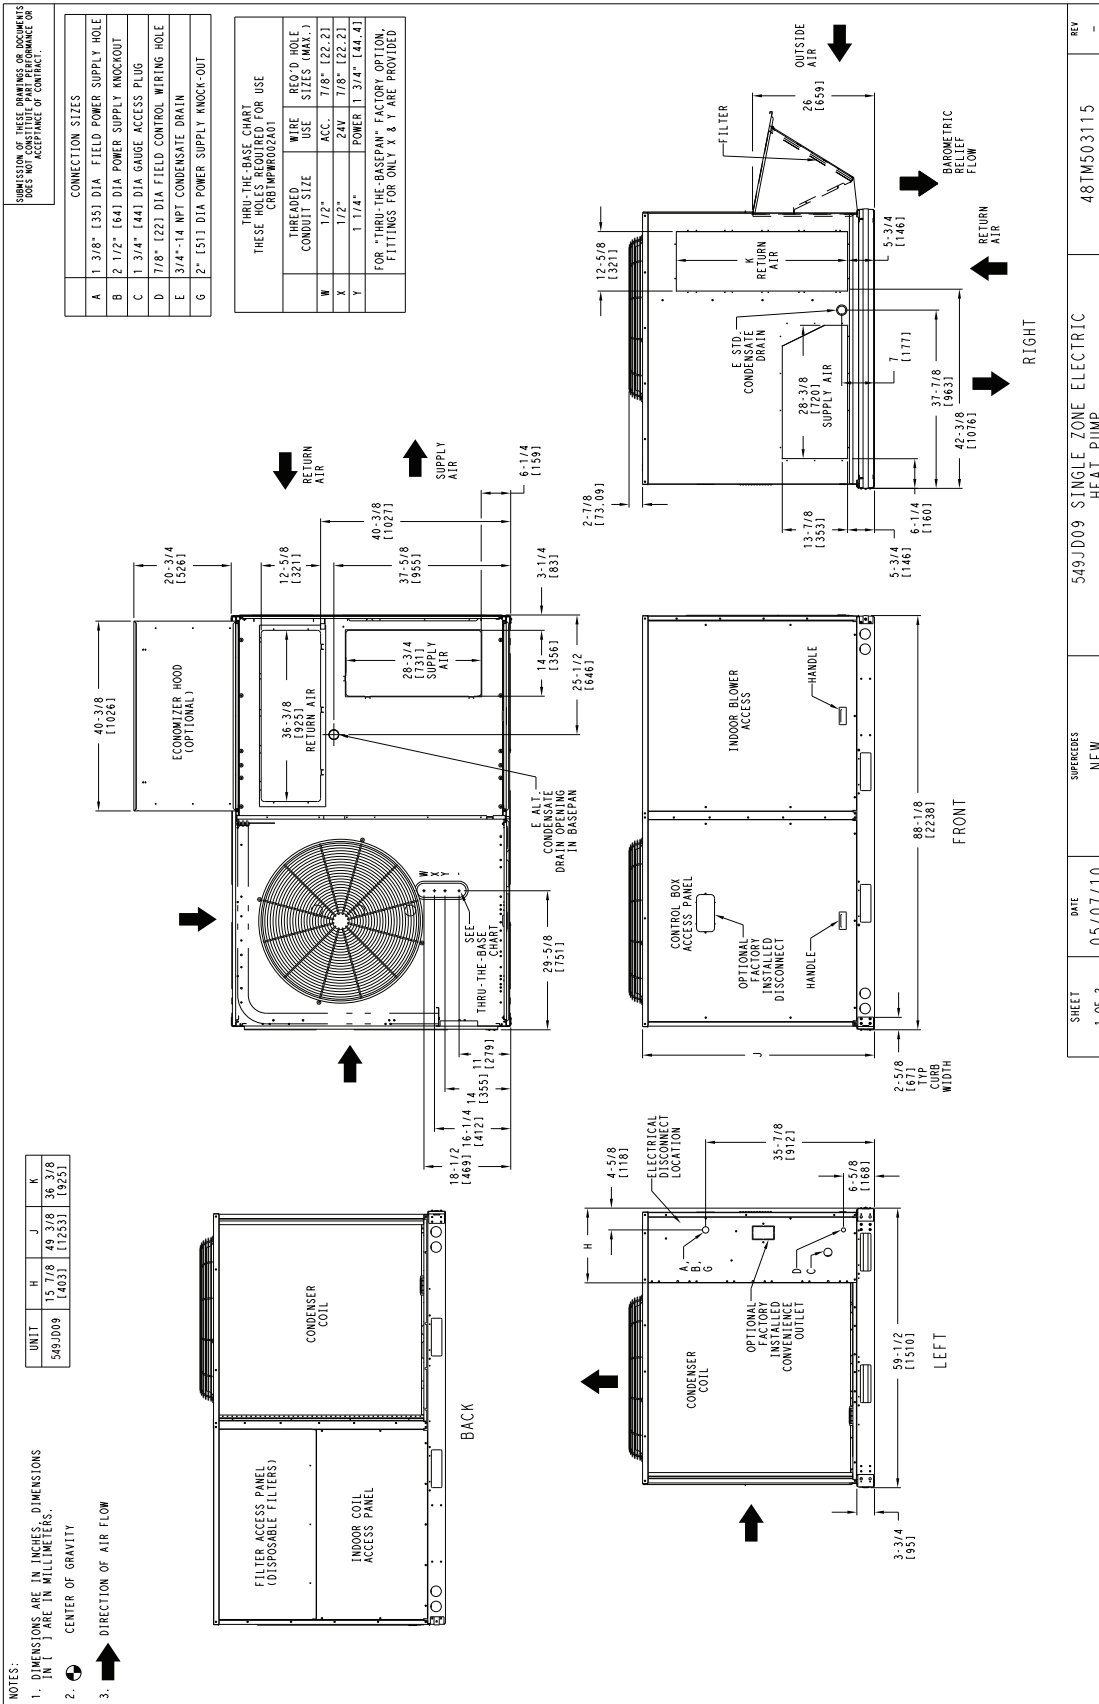 NOTES:
1. DIMENSIONS ARE IN INCHES, DIMENSIONS
IN [ ] ARE IN MILLIMETERS.
2. CENTER OF GRAVITY
3. DIRECTION OF AIR FLOW
UNIT H J K
549JD09 15 7/8 [403] 49 3/8 [1253] 36 3/8 [925]
SUBMISSION OF THESE DRAWINGS OR DOCUMENTS
DOES NOT CONSTITUTE PART PERFORMANCE OR
ACCEPTANCE OF CONTRACT.
CONNECTION SIZES
A 1 3/8" [35] DIA FIELD POWER SUPPLY HOLE
B 2 1/2" [64] DIA POWER SUPPLY KNOCKOUT
C 1 3/4" [44] DIA GAUGE ACCESS PLUG
D 7/8" [22] DIA FIELD CONTROL WIRING HOLE
E 3/4"-14 NPT CONDENSATE DRAIN
G 2" [51] DIA POWER SUPPLY KNOCK-OUT
THRU-THE-BASE CHART
THESE HOLES REQUIRED FOR USE
CRBTMPWR002A01
THREADED
CONDUIT SIZE
WIRE
USE
REQ'D HOLE
SIZES (MAX.)
W 1/2" ACC. 7/8" [22.2]
X 1/2" 24V 7/8" [22.2]
Y 1 1/4" POWER 1 3/4" [44.4]
FOR "THRU-THE-BASEPAN" FACTORY OPTION,
FITTINGS FOR ONLY X & Y ARE PROVIDED
FILTER ACCESS PANEL
(DISPOSABLE FILTERS)
INDOOR COIL
ACCESS PANEL
CONDENSER
COIL
BACK
40-3/8
[1026]
20-3/4
[526]
ECONOMIZER HOOD
(OPTIONAL)
12-5/8
[321]
RETURN
AIR
36-3/8
[925]
RETURN AIR
40-3/8
[1027]
37-5/8
[955]
SUPPLY
AIR
28-3/4
[731]
SUPPLY
AIR
6-1/4
[159]
3-1/4
[83]
14
[356]
25-1/2
[646]
E ALT.
CONDENSATE
DRAIN OPENING
IN BASEPAN
W
X
Y
-
SEE
THRU-THE-BASE
CHART
29-5/8
[751]
11
[279]
14
[355]
16-1/4
[412]
18-1/2
[469]
H
4-5/8
[118]
ELECTRICAL
DISCONNECT
LOCATION
35-7/8
[912]
6-5/8
[168]
A,
B,
G
D
C
OPTIONAL
FACTORY
INSTALLED
CONVENIENCE
OUTLET
CONDENSER
COIL
59-1/2
[1510]
3-3/4
[95]
LEFT
J
CONTROL BOX
ACCESS PANEL
OPTIONAL
FACTORY
INSTALLED
DISCONNECT
HANDLE
INDOOR BLOWER
ACCESS
HANDLE
88-1/8
[2238]
2-5/8
[67]
TYP
CURB
WIDTH
FRONT
2-7/8
[73.09]
12-5/8
[321]
K
RETURN
AIR
FILTER
26
[659]
OUTSIDE
AIR
BAROMETRIC
RELIEF
FLOW
E STD.
CONDENSATE
DRAIN
28-3/8
[720]
SUPPLY AIR
13-7/8
[353]
5-3/4
[146]
6-1/4
[160]
7
[177]
37-7/8
[963]
42-3/8
[1076]
5-3/4
[146]
RETURN
AIR
RIGHT
SHEET
DATE
05/07/10
SUPERCEDES
NEW
549JD09 SINGLE ZONE ELECTRIC
HEAT PUMP
48TM503115
REV
-